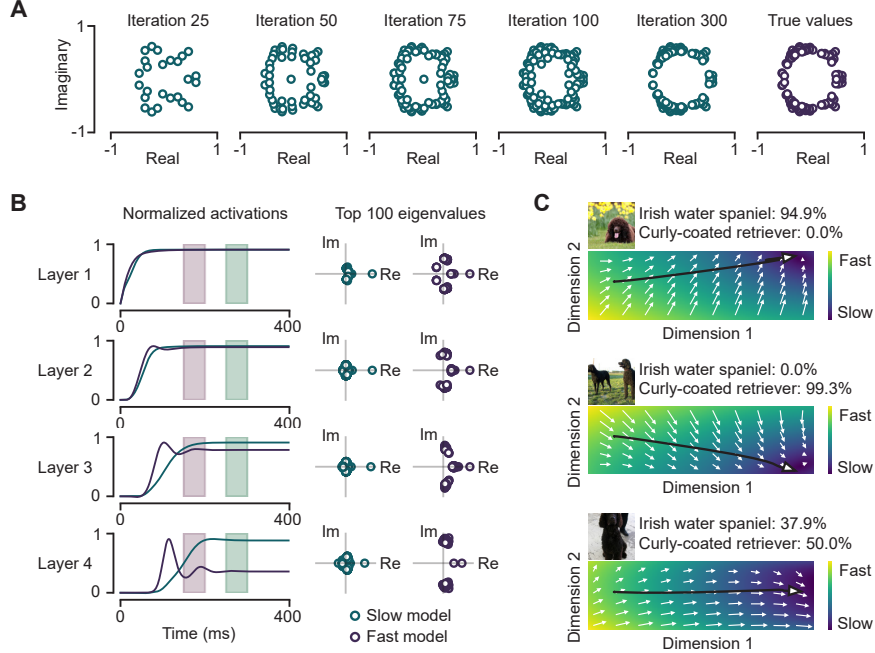 A
Iteration 25
Iteration 50
Iteration 75
Iteration 100
Iteration 300
True values
1
Imaginary
-1
-1 Real 1
-1 Real 1
-1 Real 1
-1 Real 1
-1 Real 1
-1 Real 1
B
Normalized activations
Top 100 eigenvalues
Layer 1
1
0
0 400
Im
Re
Im
Re
Layer 2
1
0
0 400
Im
Re
Im
Re
Layer 3
1
0
0 400
Im
Re
Im
Re
Layer 4
1
0
0 400
Time (ms)
Im
Re
Im
Re
Slow model
Fast model
C
Irish water spaniel: 94.9%
Curly-coated retriever: 0.0%
Dimension 2
Dimension 1
Fast
Slow
Irish water spaniel: 0.0%
Curly-coated retriever: 99.3%
Dimension 2
Dimension 1
Fast
Slow
Irish water spaniel: 37.9%
Curly-coated retriever: 50.0%
Dimension 2
Dimension 1
Fast
Slow